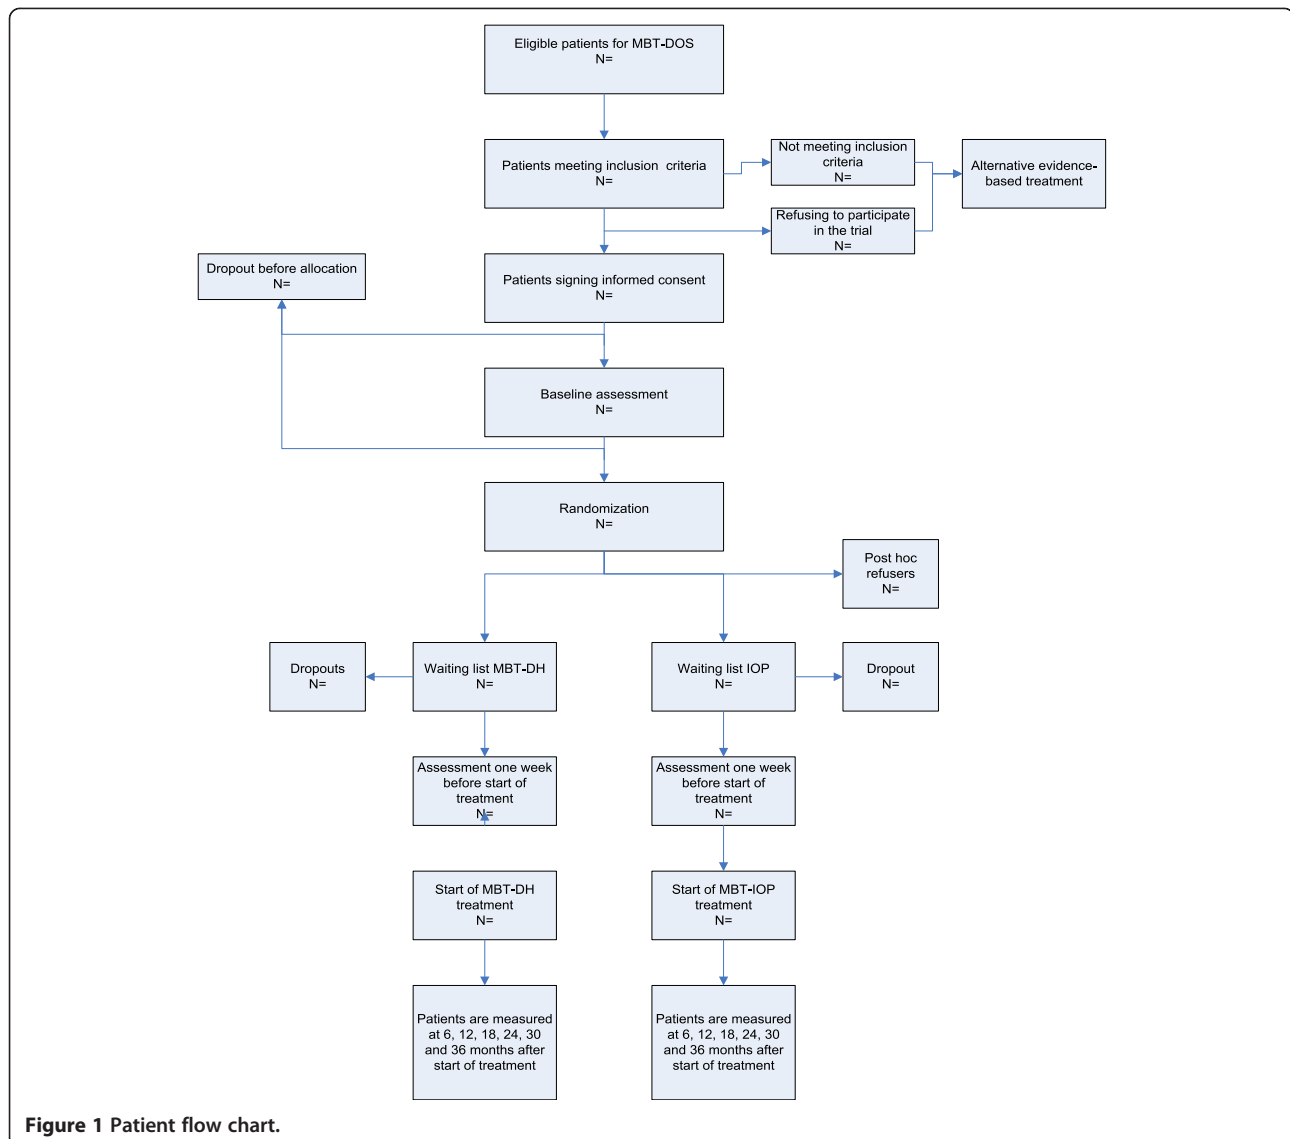 Eligible patients for MBT-DOS
N=
Patients meeting inclusion criteria
N=
Not meeting inclusion
criteria
N=
Alternative evidence-
based treatment
Refusing to participate
in the trial
N=
Dropout before allocation
N=
Patients signing informed consent
N=
Baseline assessment
N=
Randomization
N=
Post hoc
refusers
N=
Dropouts
N=
Waiting list MBT-DH
N=
Waiting list IOP
N=
Dropout
N=
Assessment one week
before start of
treatment
N=
Assessment one week
before start of
treatment
N=
Start of MBT-DH
treatment
N=
Start of MBT-IOP
treatment
N=
Patients are measured
at 6, 12, 18, 24, 30
and 36 months after
start of treatment
Patients are measured
at 6, 12, 18, 24, 30
and 36 months after
start of treatment
Figure 1 Patient flow chart.